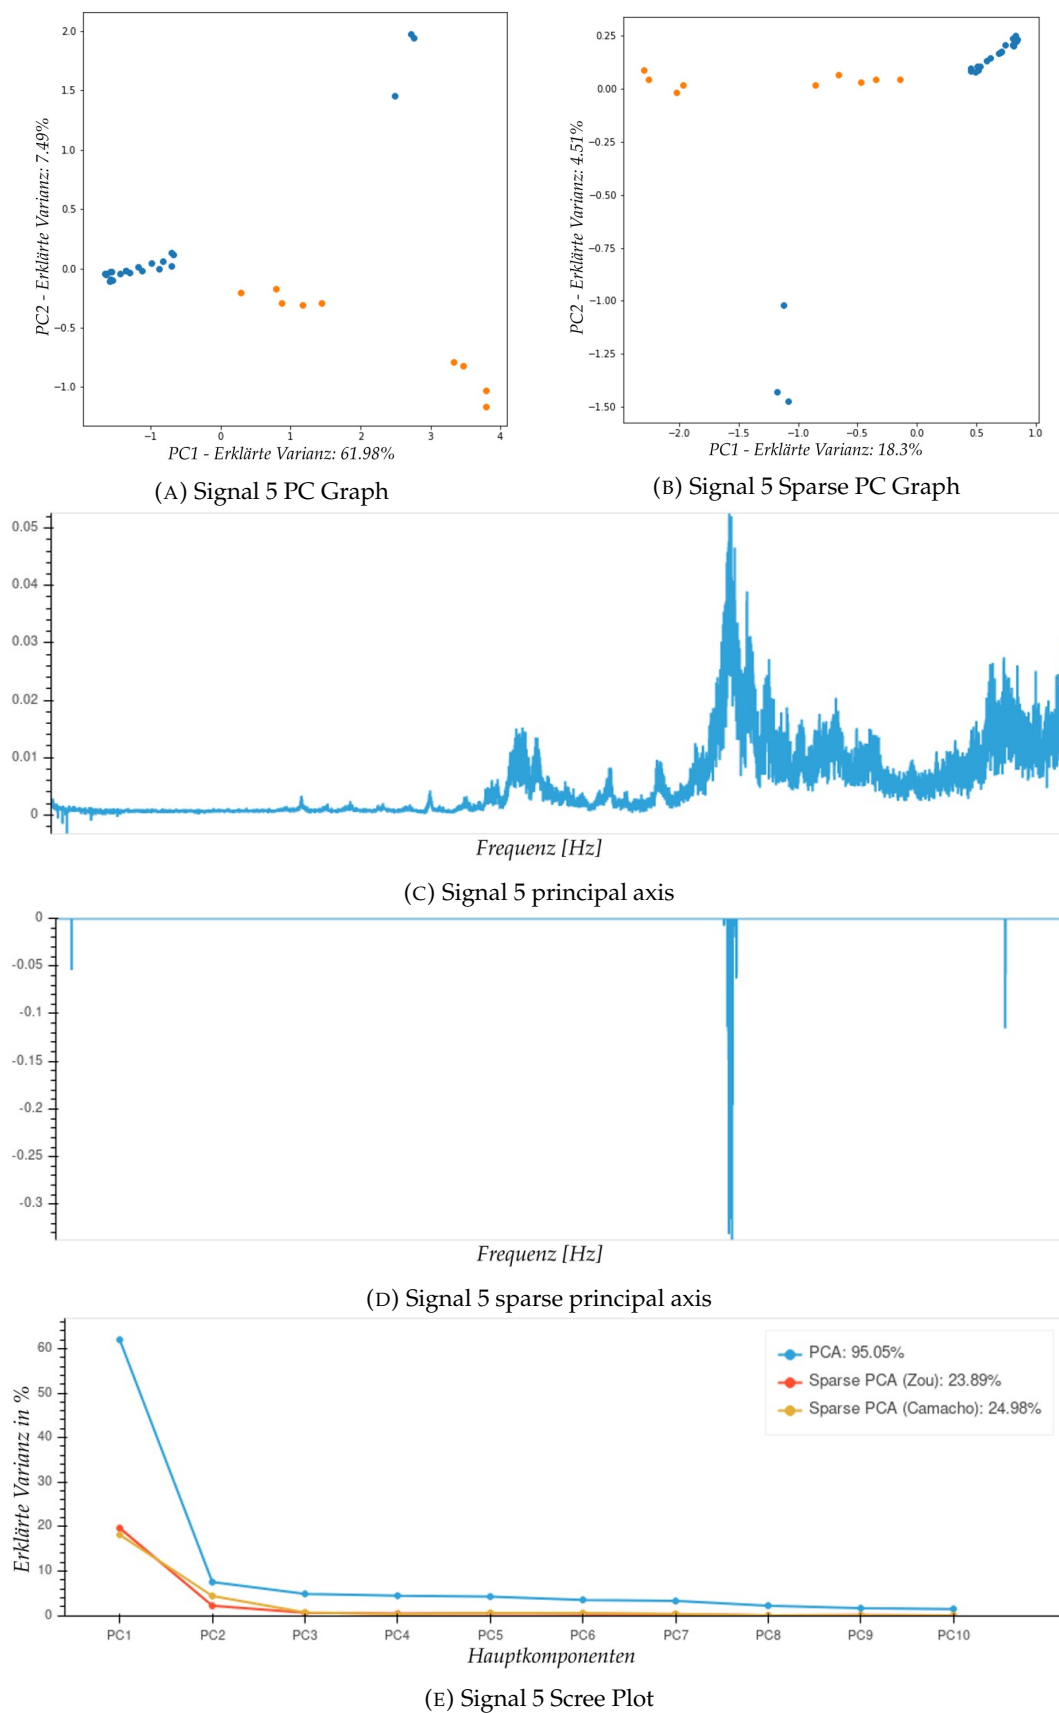 2.0
1.5
1.0
0.5
0.0
−0.5
−1.0
PC2 - Erklärte Varianz: 7.49%
−1 0 1 2 3 4
PC1 - Erklärte Varianz: 61.98%
(A) Signal 5 PC Graph
0.25
0.00
−0.25
−0.50
−0.75
−1.00
−1.25
−1.50
PC2 - Erklärte Varianz: 4.51%
−2.0 −1.5 −1.0 −0.5 0.0 0.5 1.0
PC1 - Erklärte Varianz: 18.3%
(B) Signal 5 Sparse PC Graph
0.05
0.04
0.03
0.02
0.01
0
Frequenz [Hz]
(C) Signal 5 principal axis
0
-0.05
-0.1
-0.15
-0.2
-0.25
-0.3
Frequenz [Hz]
(D) Signal 5 sparse principal axis
60
50
40
30
20
10
0
Erklärte Varianz in %
PCA: 95.05%
Sparse PCA (Zou): 23.89%
Sparse PCA (Camacho): 24.98%
PC1 PC2 PC3 PC4 PC5 PC6 PC7 PC8 PC9 PC10
Hauptkomponenten
(E) Signal 5 Scree Plot